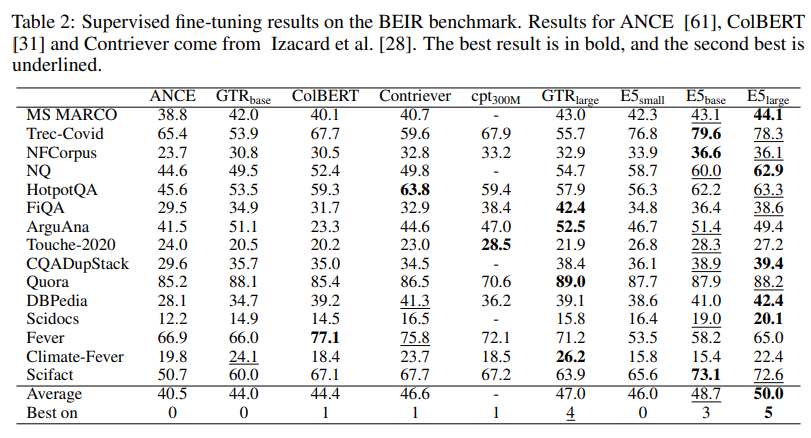 Table 2: Supervised fine-tuning results on the BEIR benchmark. Results for ANCE [61], ColBERT
[31] and Contriever come from Izacard et al. [28]. The best result is in bold, and the second best is
underlined.
ANCE GTRbase ColBERT Contriever cpt300M GTRlarge E5small E5base E5large
MS MARCO 38.8 42.0 40.1 40.7 - 43.0 42.3 43.1 44.1
Trec-Covid 65.4 53.9 67.7 59.6 67.9 55.7 76.8 79.6 78.3
NFCorpus 23.7 30.8 30.5 32.8 33.2 32.9 33.9 36.6 36.1
NQ 44.6 49.5 52.4 49.8 - 54.7 58.7 60.0 62.9
HotpotQA 45.6 53.5 59.3 63.8 59.4 57.9 56.3 62.2 63.3
FiQA 29.5 34.9 31.7 32.9 38.4 42.4 34.8 36.4 38.6
ArguAna 41.5 51.1 23.3 44.6 47.0 52.5 46.7 51.4 49.4
Touche-2020 24.0 20.5 20.2 23.0 28.5 21.9 26.8 28.3 27.2
CQADupStack 29.6 35.7 35.0 34.5 - 38.4 36.1 38.9 39.4
Quora 85.2 88.1 85.4 86.5 70.6 89.0 87.7 87.9 88.2
DBPedia 28.1 34.7 39.2 41.3 36.2 39.1 38.6 41.0 42.4
Scidocs 12.2 14.9 14.5 16.5 - 15.8 16.4 19.0 20.1
Fever 66.9 66.0 77.1 75.8 72.1 71.2 53.5 58.2 65.0
Climate-Fever 19.8 24.1 18.4 23.7 18.5 26.2 15.8 15.4 22.4
Scifact 50.7 60.0 67.1 67.7 67.2 63.9 65.6 73.1 72.6
Average 40.5 44.0 44.4 46.6 - 47.0 46.0 48.7 50.0
Best on 0 0 1 1 1 4 0 3 5